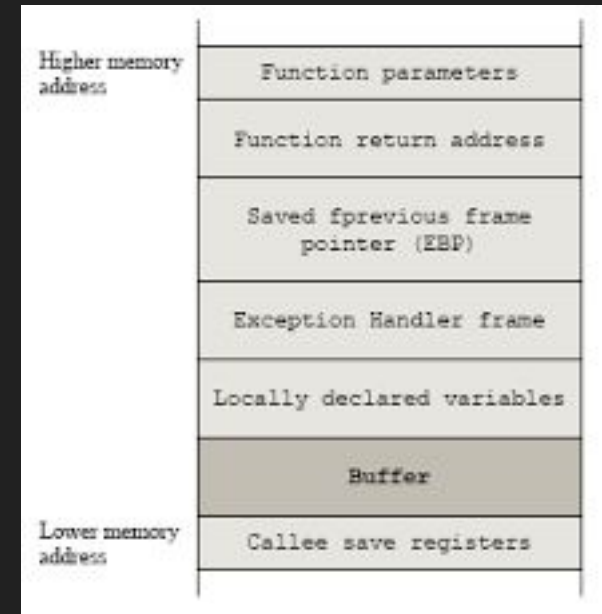 Higher memory
address
Function parameters
Function return address
Saved fprevious frame
pointer (EBP)
Exception Handler frame
Locally declared variables
Buffer
Lower memory
address
Callee save registers